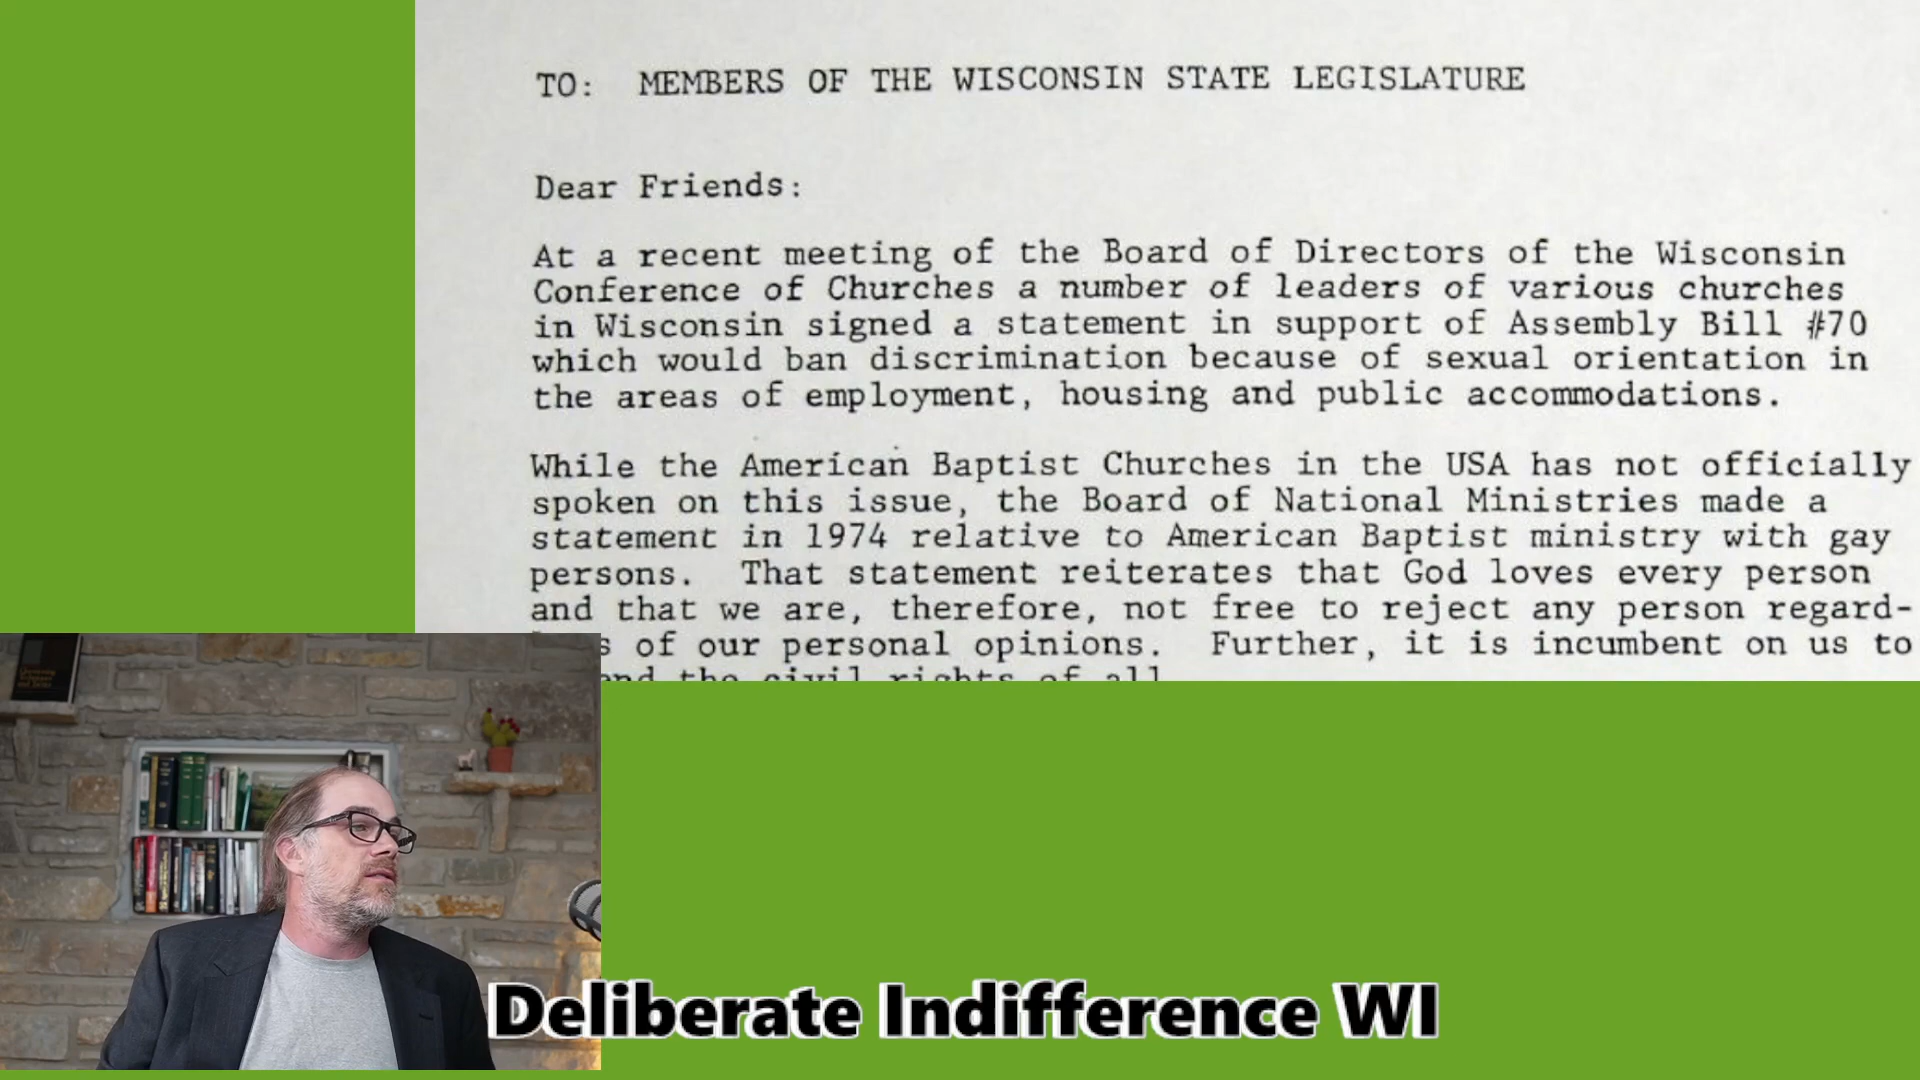 TO: MEMBERS OF THE WISCONSIN STATE LEGISLATURE
Dear Friends:
At a recent meeting of the Board of Directors of the Wisconsin
Conference of Churches a number of leaders of various churches
in Wisconsin signed a statement in support of Assembly Bill #70
which would ban discrimination because of sexual orientation in
the areas of employment, housing and public accommodations.
While the American Baptist Churches in the USA has not officially
spoken on this issue, the Board of National Ministries made a
statement in 1974 relative to American Baptist ministry with gay
persons. That statement reiterates that God loves every person
and that we are, therefore, not free to reject any person regard-
of our personal opinions. Further, it is incumbent on us to
the civil rights of all
Deliberate Indifference WI